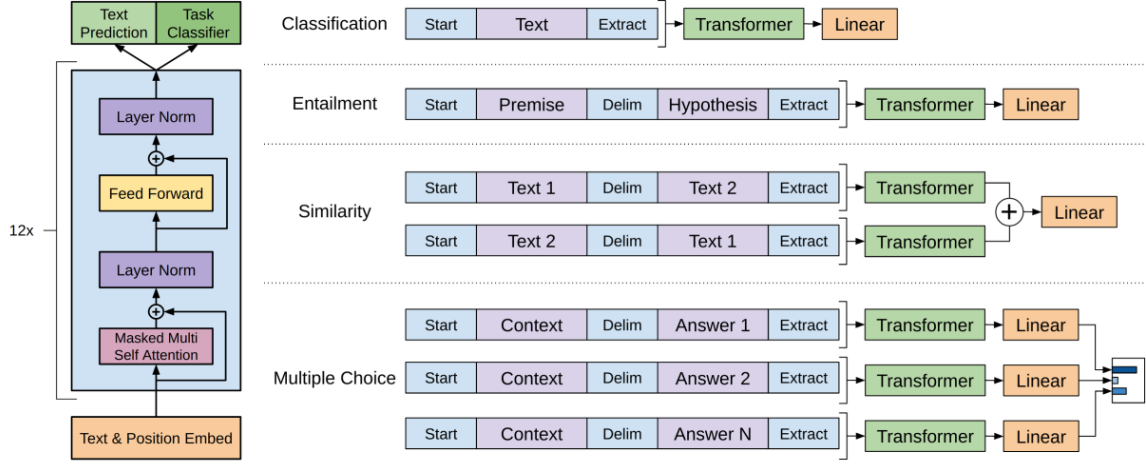 Text
Prediction
Task
Classifier
Layer Norm
+
Feed Forward
12x
Layer Norm
+
Masked Multi
Self Attention
Text & Position Embed
Classification
Start Text Extract Transformer Linear
Entailment
Start Premise Delim Hypothesis Extract Transformer Linear
Similarity
Start Text 1 Delim Text 2 Extract Transformer
+ Linear
Start Text 2 Delim Text 1 Extract Transformer
Multiple Choice
Start Context Delim Answer 1 Extract Transformer Linear
Start Context Delim Answer 2 Extract Transformer Linear
Start Context Delim Answer N Extract Transformer Linear